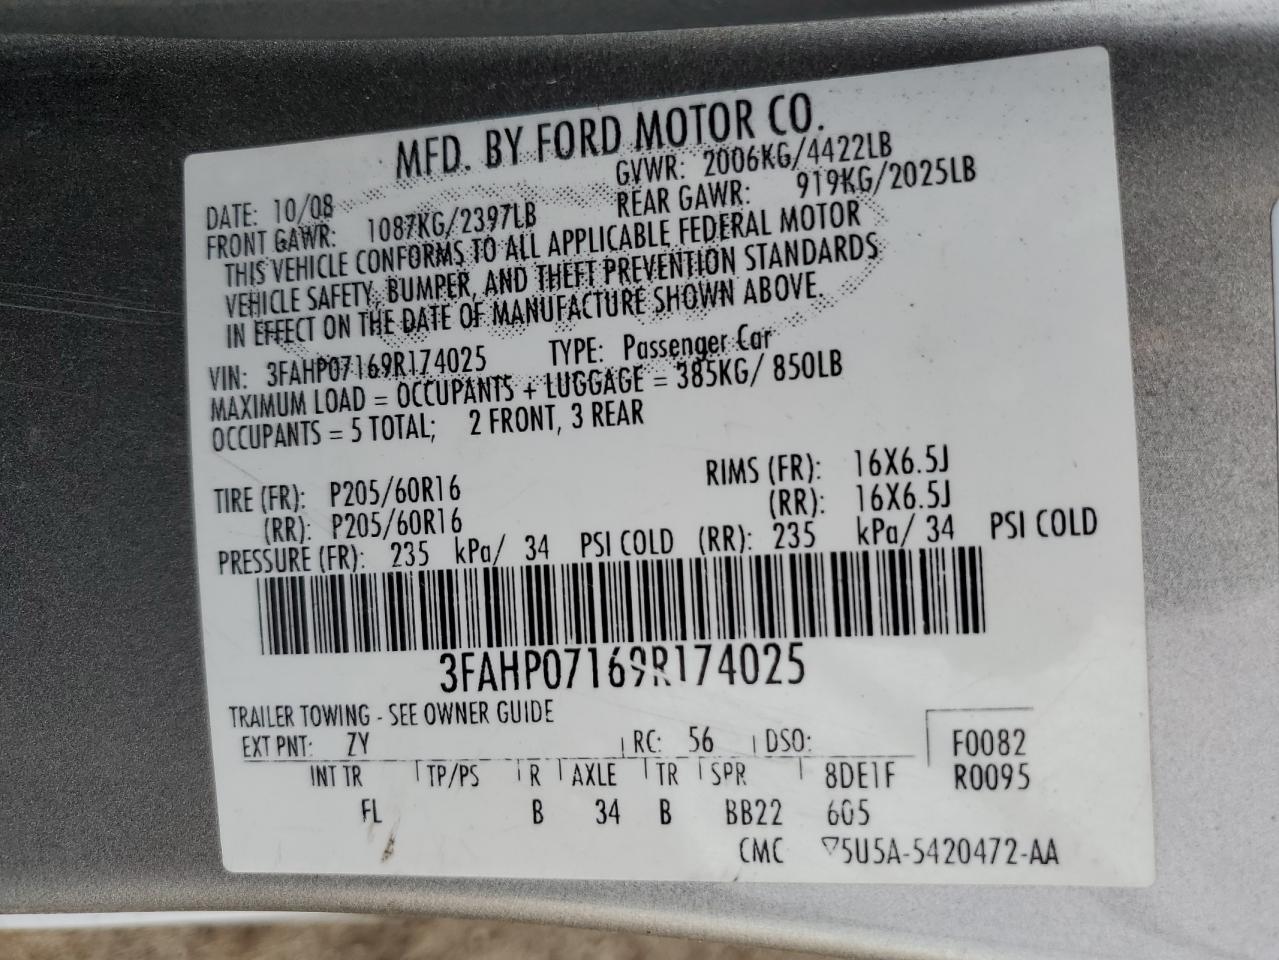 MFD. BY FORD MOTOR CO.
DATE: 10/08 GVWR: 2006KG/4422LB
FRONT GAWR: 1087KG/2397LB REAR GAWR: 919KG/2025LB
THIS VEHICLE CONFORMS TO ALL APPLICABLE FEDERAL MOTOR
VEHICLE SAFETY, BUMPER, AND THEFT PREVENTION STANDARDS
IN EFFECT ON THE DATE OF MANUFACTURE SHOWN ABOVE.
VIN: 3FAHP07169R174025 TYPE: Passenger Car
MAXIMUM LOAD = OCCUPANTS + LUGGAGE = 385KG/ 850LB
OCCUPANTS = 5 TOTAL; 2 FRONT, 3 REAR
TIRE (FR): P205/60R16 RIMS (FR): 16X6.5J
(RR): P205/60R16 (RR): 16X6.5J
PRESSURE (FR): 235 kPa/ 34 PSI COLD (RR): 235 kPa/ 34 PSI COLD
3FAHP07169R174025
TRAILER TOWING - SEE OWNER GUIDE
EXT PNT: ZY RC: 56 DSO: F0082
INT TR TP/PS R AXLE TR SPR 8DE1F R0095
FL B 34 B BB22 605
CMC 5U5A-5420472-AA